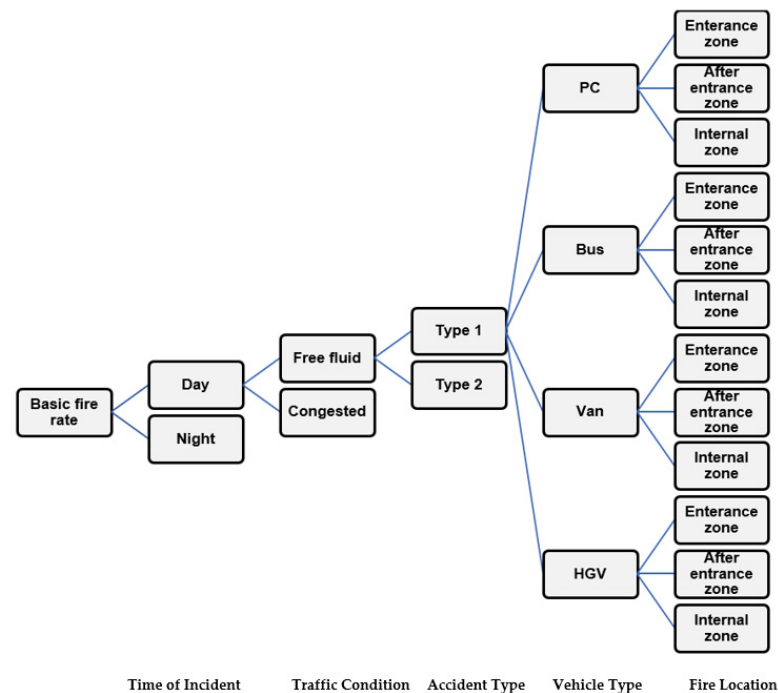 Enterance
zone
After
entrance
zone
Internal
zone
PC
Enterance
zone
After
entrance
zone
Internal
zone
Bus
Type 1
Free fluid
Day
Basic fire
rate
Night
Congested
Type 2
Enterance
zone
After
entrance
zone
Internal
zone
Van
Enterance
zone
After
entrance
zone
Internal
zone
HGV
Time of Incident Traffic Condition Accident Type Vehicle Type Fire Location